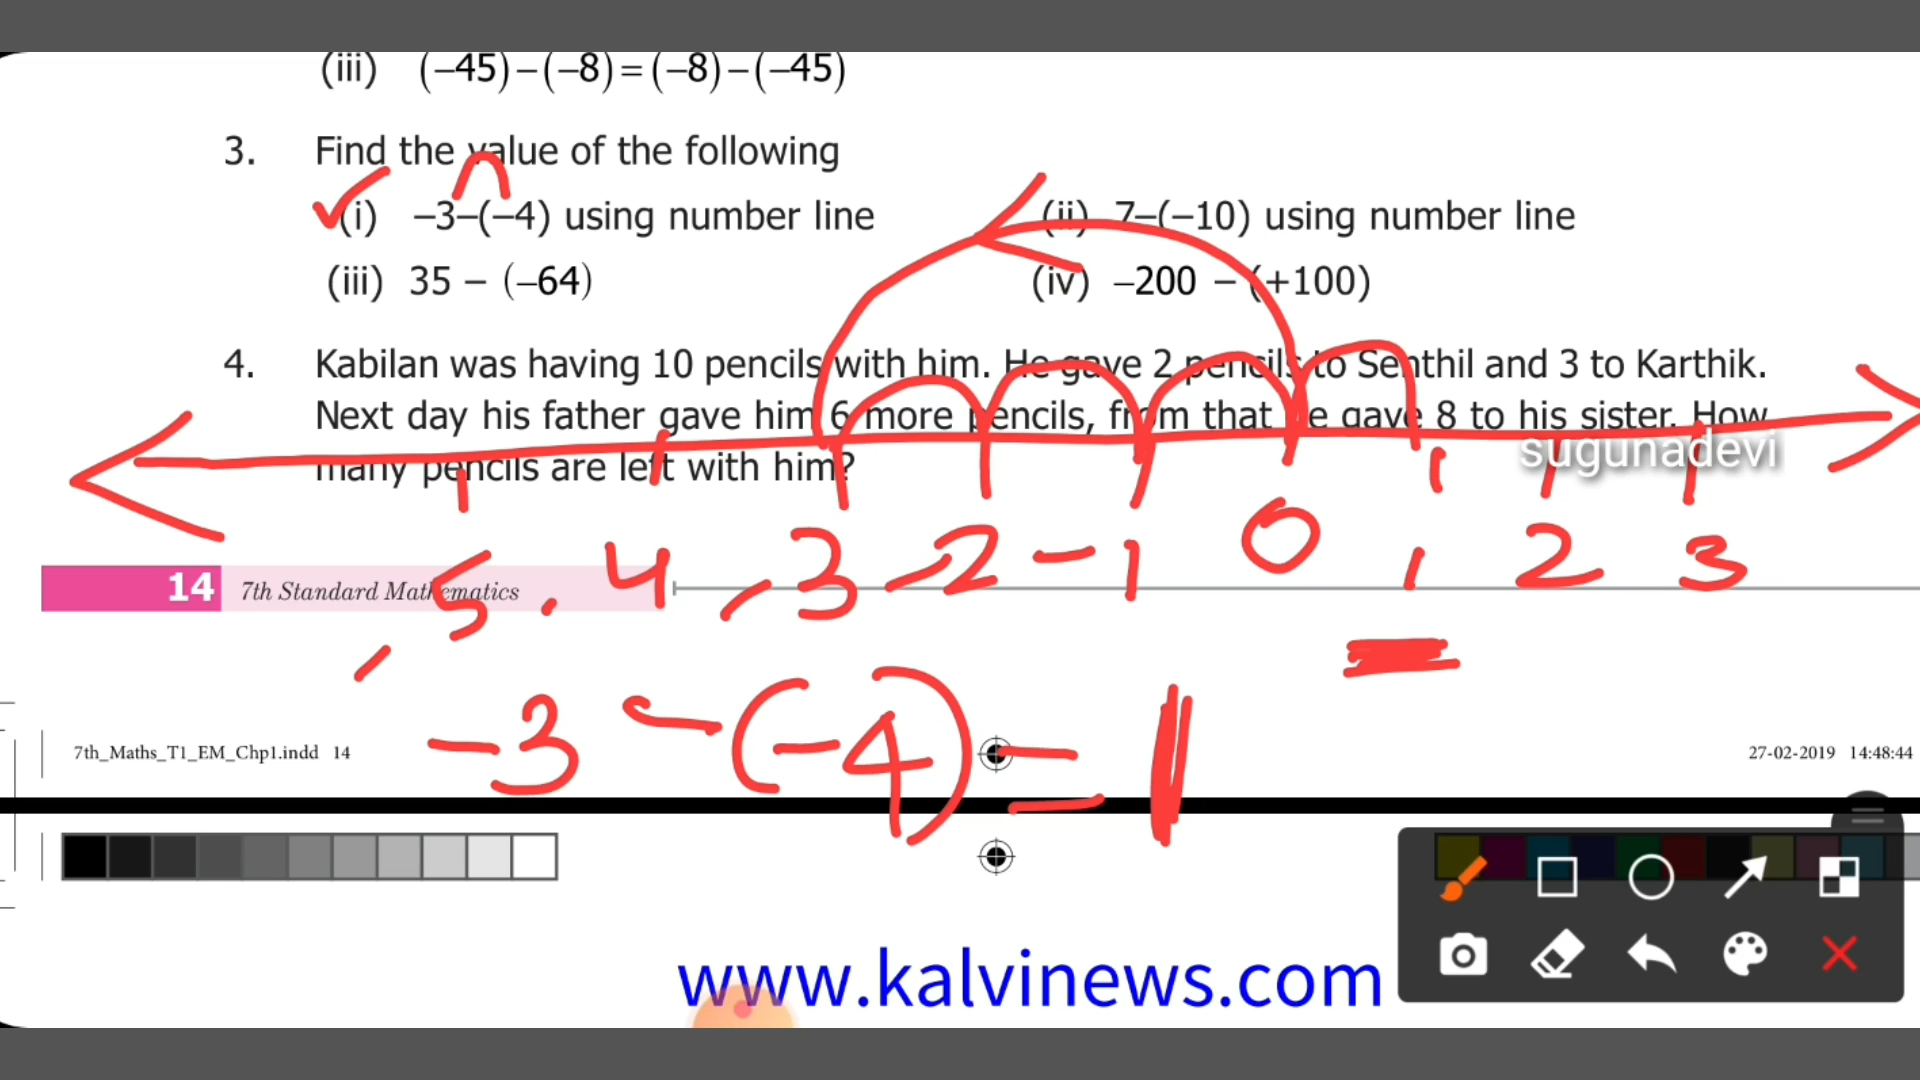 (iii) (–45)–(–8)=(–8)–(–45)
3. Find the value of the following
(i) –3–(–4) using number line (ii) 7–(–10) using number line
(iii) 35 – (–64) (iv) –200 – (+100)
4. Kabilan was having 10 pencils with him. He gave 2 pencils to Senthil and 3 to Karthik.
Next day his father gave him 6 more pencils, from that he gave 8 to his sister. How
many pencils are left with him?
sugunadevi
-5 -4 -3 -2 -1 0 1 2 3
14 7th Standard Mathematics
-3 - (-4) = 1
7th_Maths_T1_EM_Chp1.indd 14 27-02-2019 14:48:44
www.kalvinews.com